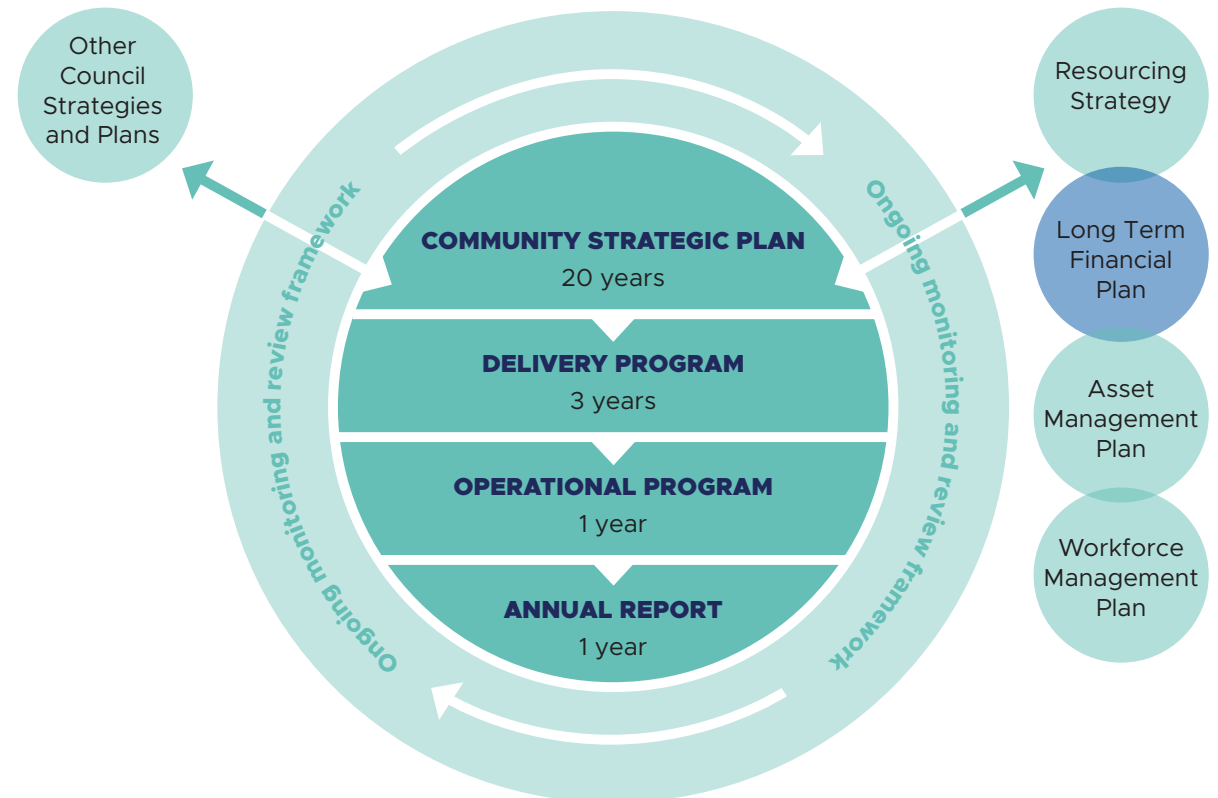 Other
Council
Strategies
and Plans
Ongoing monitoring and review framework
COMMUNITY STRATEGIC PLAN
20 years
DELIVERY PROGRAM
3 years
OPERATIONAL PROGRAM
1 year
ANNUAL REPORT
1 year
Ongoing monitoring and review framework
Resourcing
Strategy
Long Term
Financial
Plan
Asset
Management
Plan
Workforce
Management
Plan